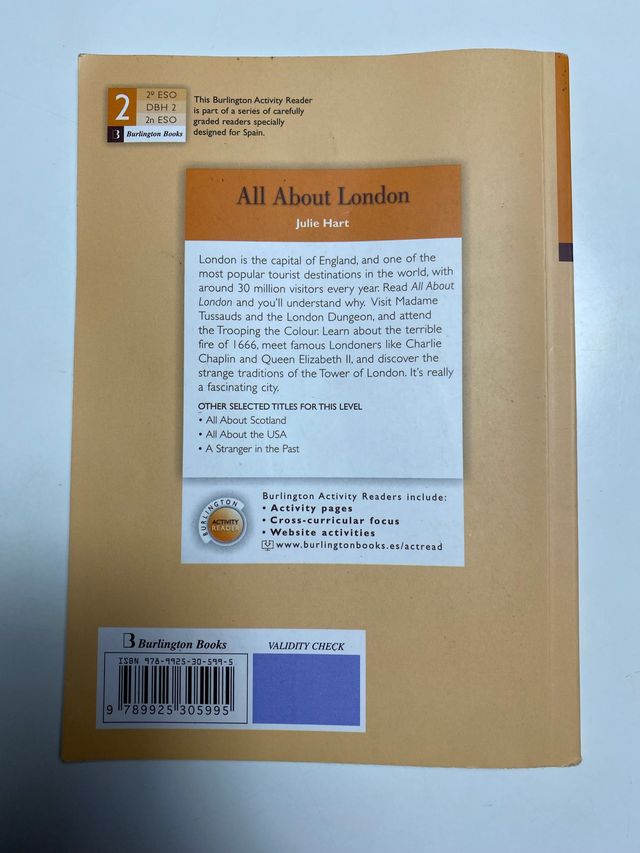 2
2º ESO
DBH 2
2n ESO
B Burlington Books
This Burlington Activity Reader
is part of a series of carefully
graded readers specially
designed for Spain.
All About London
Julie Hart
London is the capital of England, and one of the
most popular tourist destinations in the world, with
around 30 million visitors every year. Read All About
London and you'll understand why. Visit Madame
Tussauds and the London Dungeon, and attend
the Trooping the Colour. Learn about the terrible
fire of 1666, meet famous Londoners like Charlie
Chaplin and Queen Elizabeth II, and discover the
strange traditions of the Tower of London. It's really
a fascinating city.
OTHER SELECTED TITLES FOR THIS LEVEL
• All About Scotland
• All About the USA
• A Stranger in the Past
BURLINGTON
ACTIVITY
READER
Burlington Activity Readers include:
• Activity pages
• Cross-curricular focus
• Website activities
www.burlingtonbooks.es/actread
B Burlington Books
VALIDITY CHECK
ISBN 978-9925-30-599-5
9 789925 305995